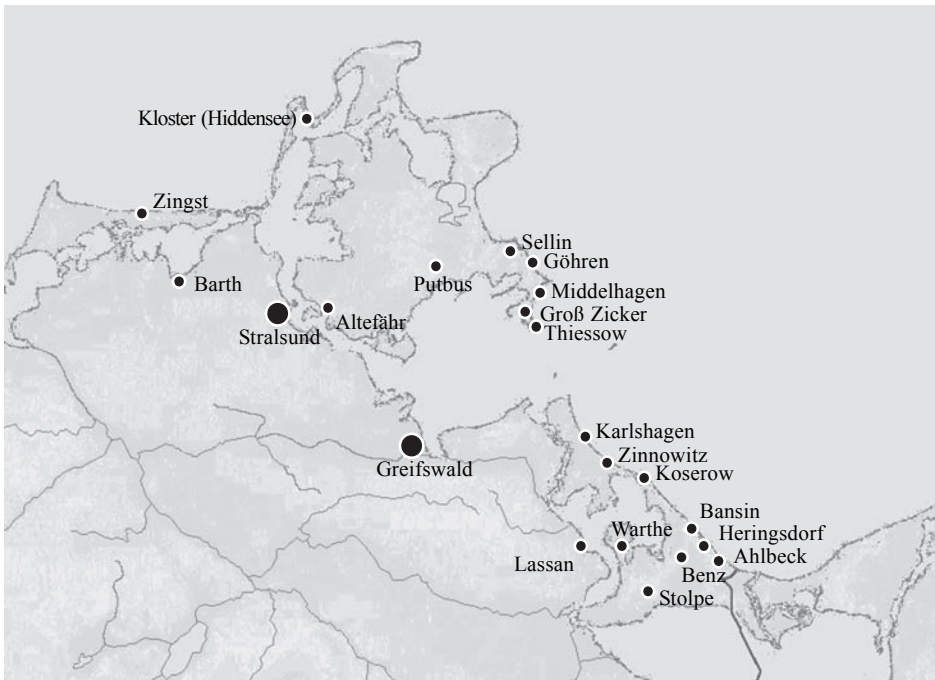 Kloster (Hiddensee)
Zingst
Sellin
Göhren
Barth
Putbus
Middelhagen
Altefähr
Groß Zicker
Stralsund
Thiessow
Karlshagen
Greifswald
Zinnowitz
Koserow
Bansin
Warthe
Heringsdorf
Lassan
Ahlbeck
Benz
Stolpe